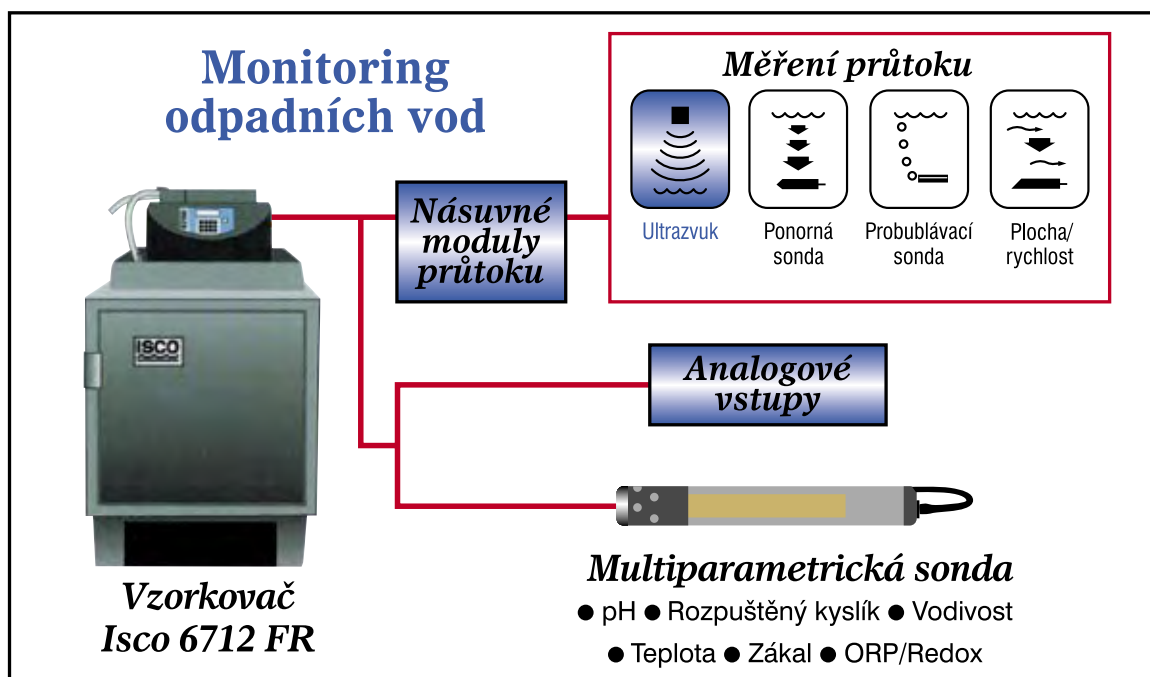 Monitoring
odpadních vod
Měření průtoku
Ultrazvuk
Ponorná
sonda
Probublávací
sonda
Plocha/
rychlost
Násuvné
moduly
průtoku
ISCO
Analogové
vstupy
Vzorkovač
Isco 6712 FR
Multiparametrická sonda
● pH ● Rozpuštěný kyslík ● Vodivost
● Teplota ● Zákal ● ORP/Redox